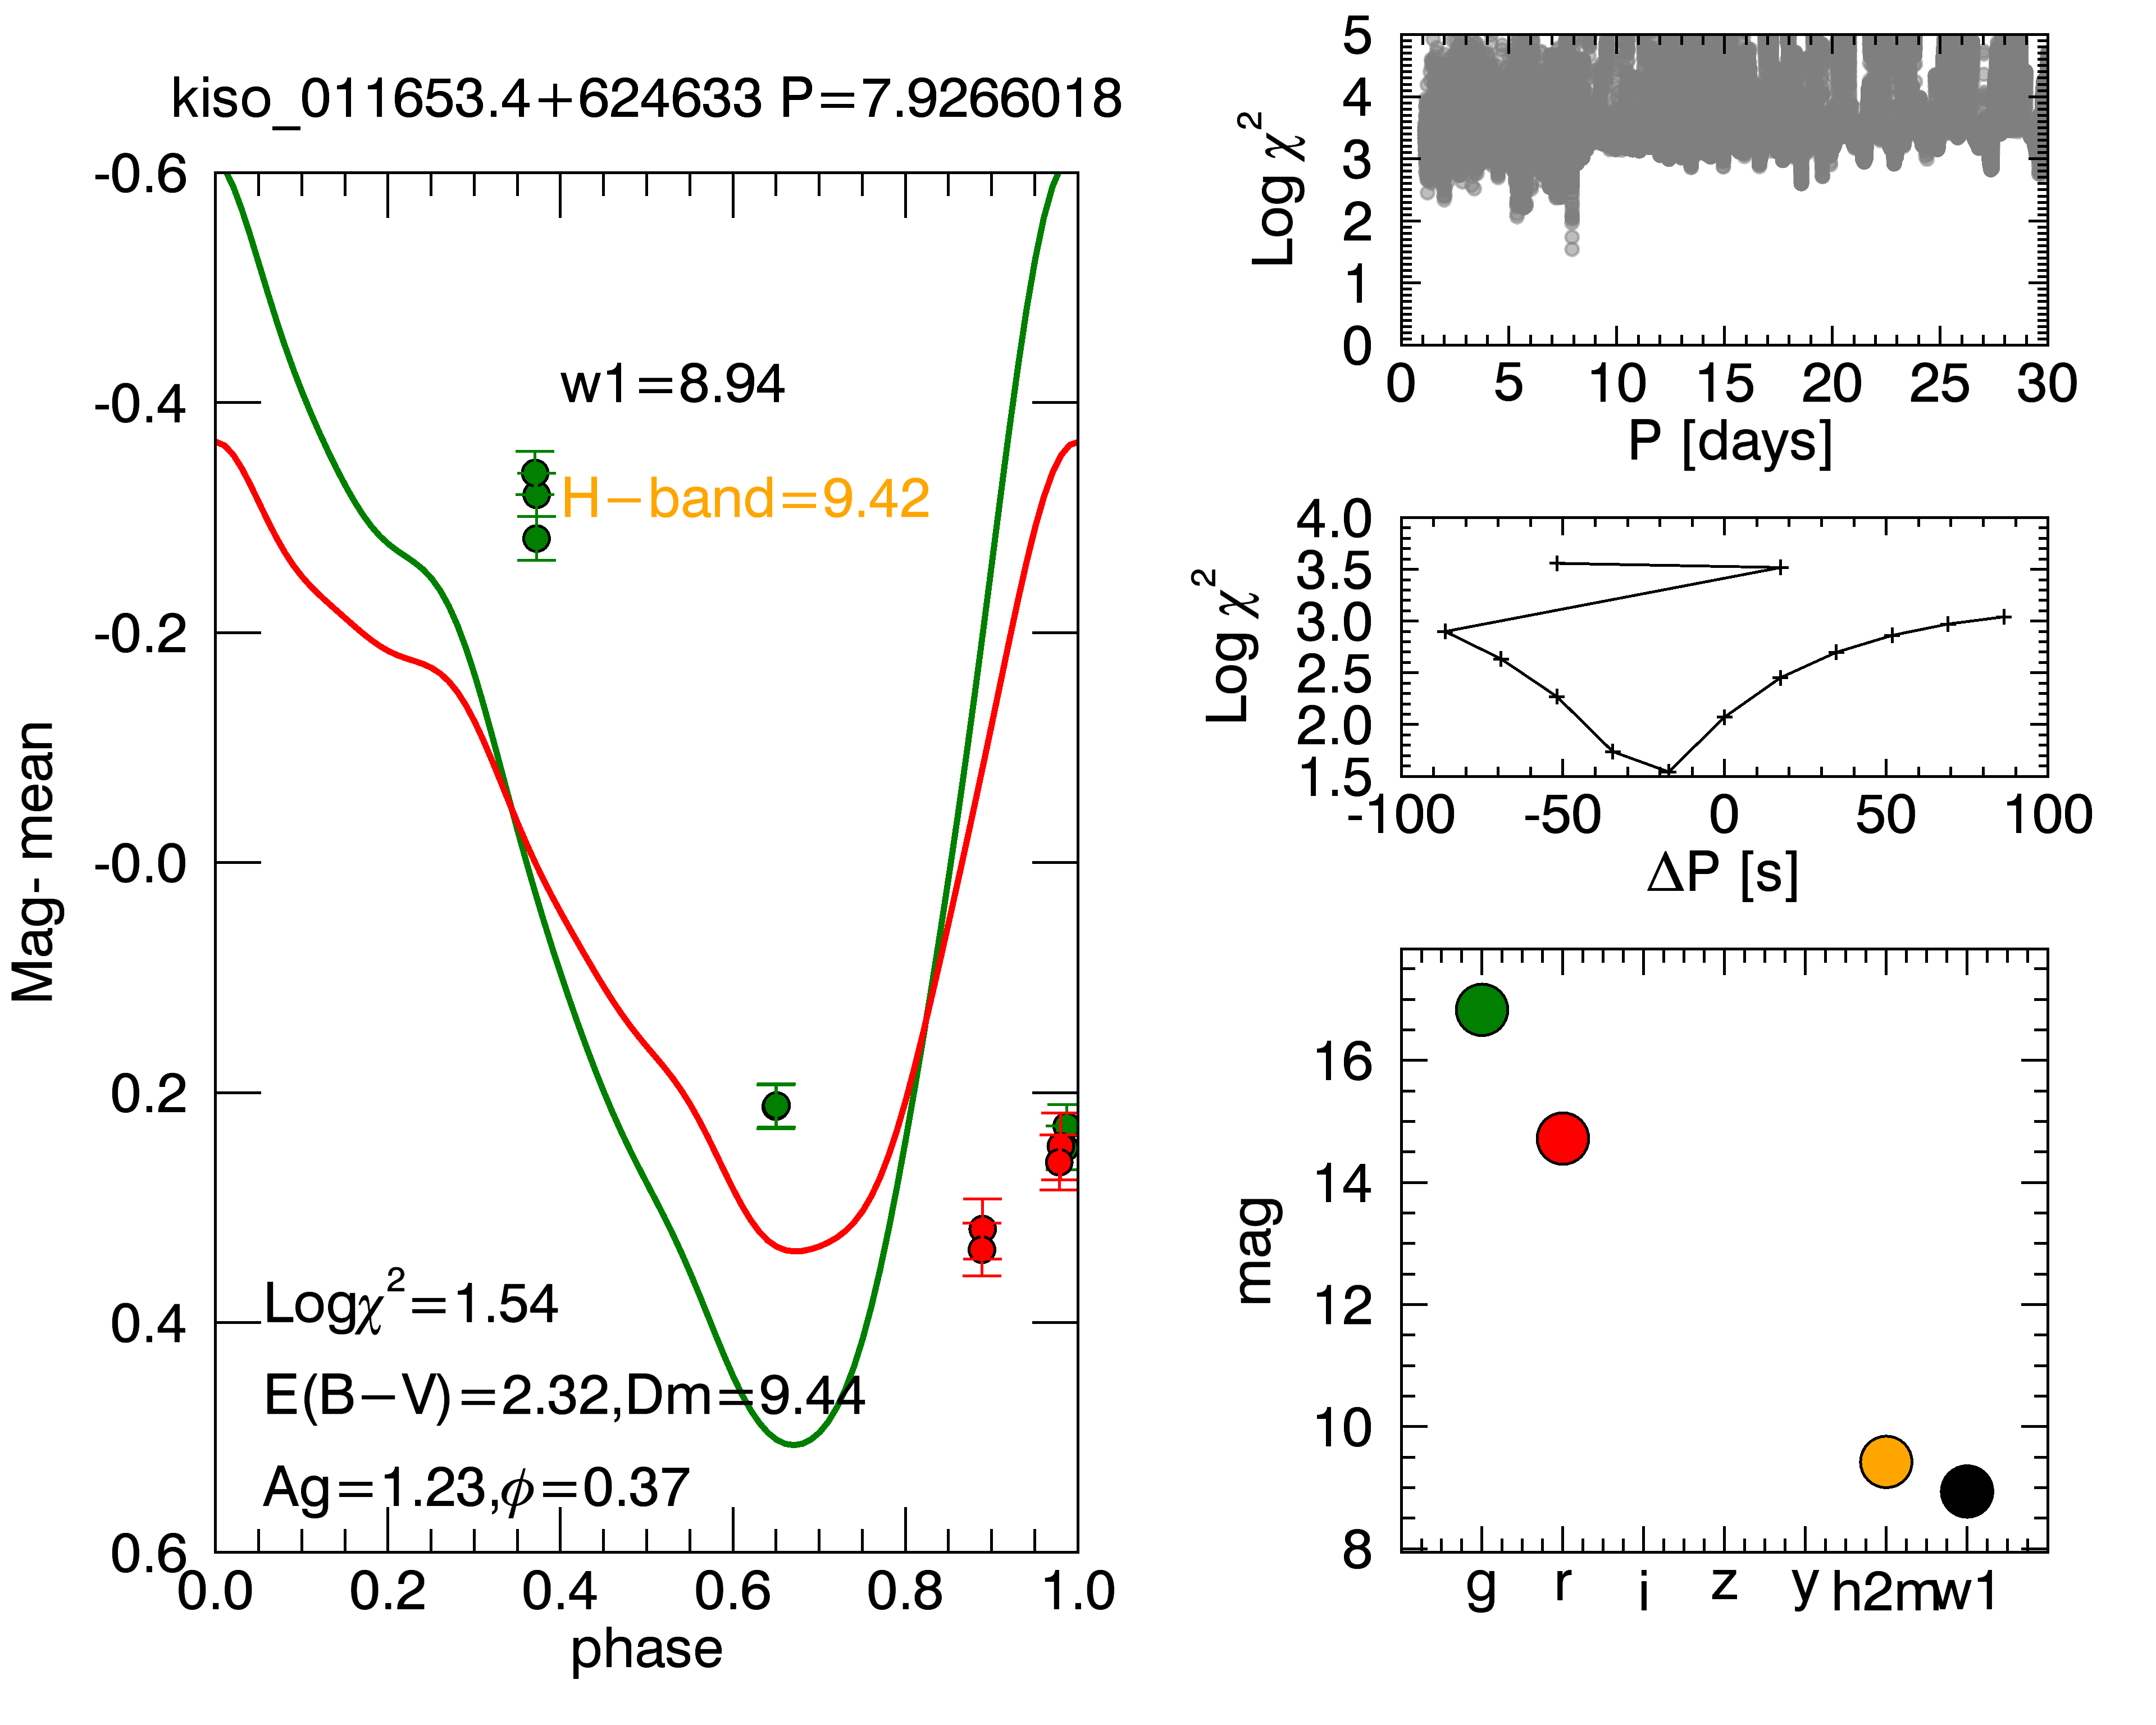 kiso_011653.4+624633 P=7.9266018
-0.6
-0.4
-0.2
-0.0
0.2
0.4
0.6
Mag- mean
w1=8.94
H−band=9.42
Logχ²=1.54
E(B−V)=2.32,Dm=9.44
Ag=1.23,ϕ=0.37
0.0 0.2 0.4 0.6 0.8 1.0
phase
5
4
3
2
1
0
Log χ²
0 5 10 15 20 25 30
P [days]
4.0
3.5
3.0
2.5
2.0
1.5
Log χ²
-100 -50 0 50 100
ΔP [s]
16
14
12
10
8
mag
g r i z y h2m w1